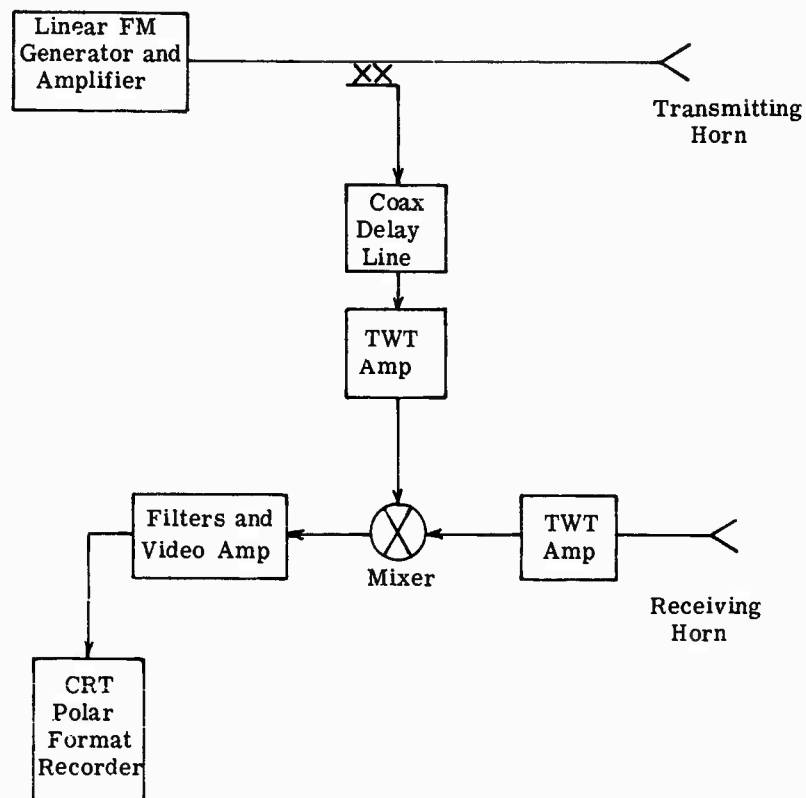 Linear FM
Generator and
Amplifier
Transmitting
Horn
Coax
Delay
Line
TWT
Amp
Filters and
Video Amp
Mixer
TWT
Amp
Receiving
Horn
CRT
Polar
Format
Recorder